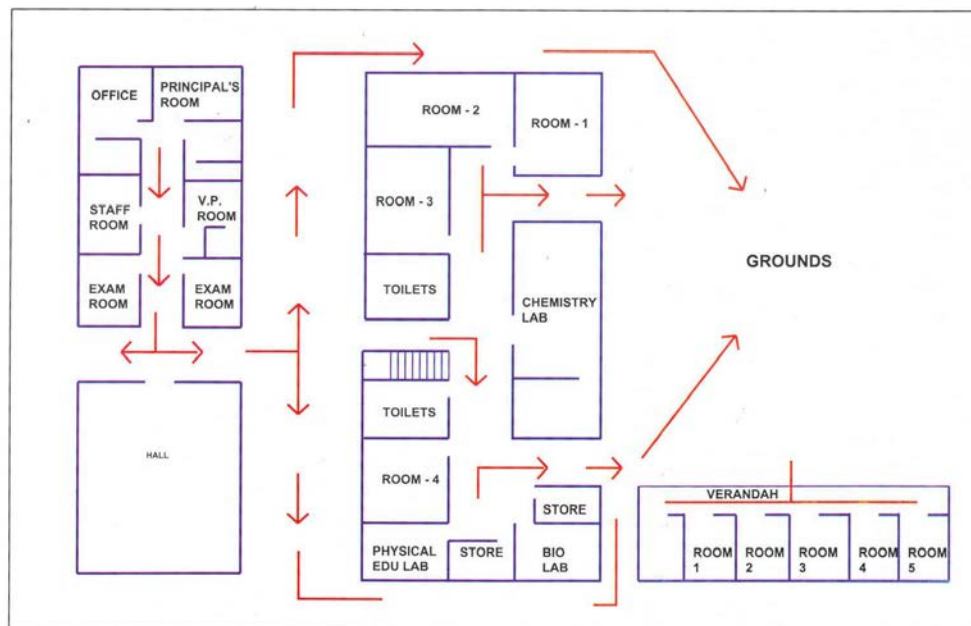 OFFICE
PRINCIPAL'S
ROOM
STAFF
ROOM
V.P.
ROOM
EXAM
ROOM
EXAM
ROOM
HALL
ROOM - 2
ROOM - 1
ROOM - 3
TOILETS
CHEMISTRY
LAB
TOILETS
ROOM - 4
STORE
PHYSICAL
EDU LAB
STORE
BIO
LAB
GROUNDS
VERANDAH
ROOM
1
ROOM
2
ROOM
3
ROOM
4
ROOM
5